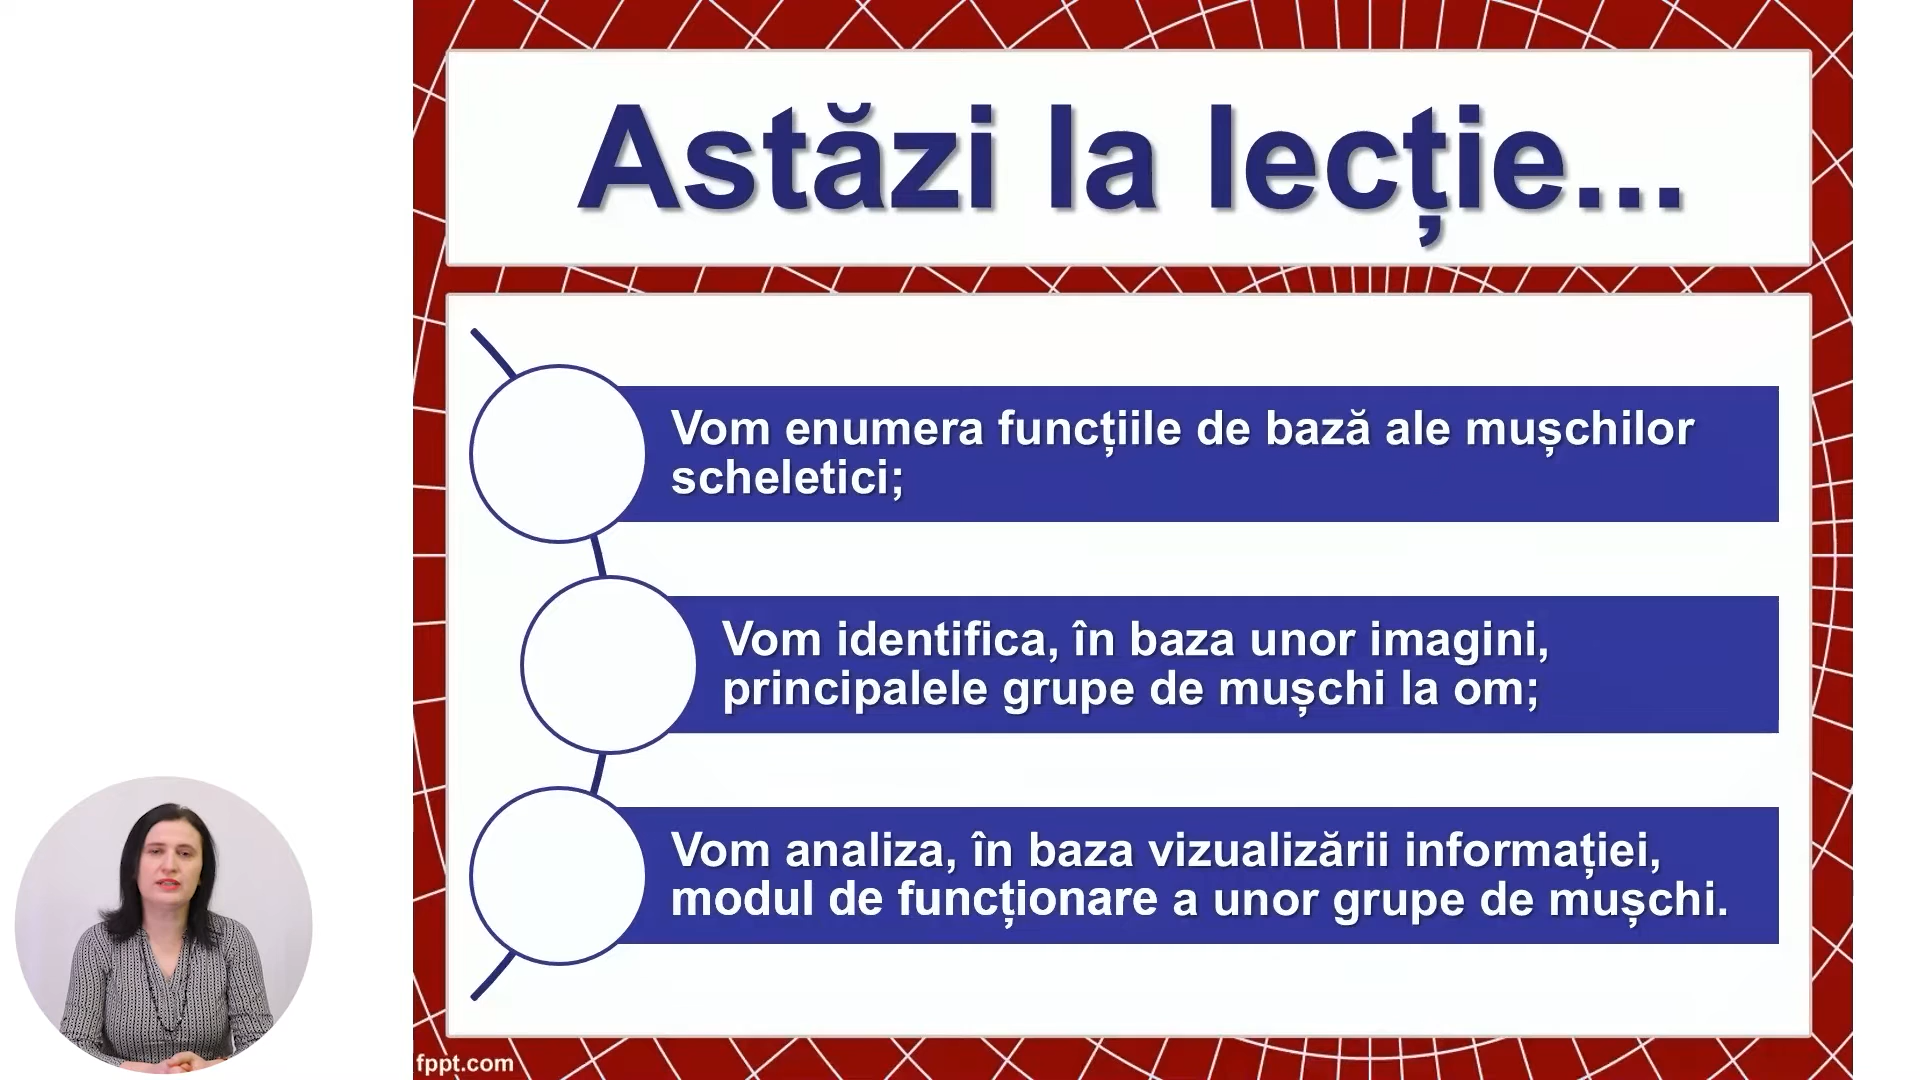 Astăzi la lecție...
Vom enumera funcțiile de bază ale mușchilor
scheletici;
Vom identifica, în baza unor imagini,
principalele grupe de mușchi la om;
Vom analiza, în baza vizualizării informației,
modul de funcționare a unor grupe de mușchi.
fppt.com